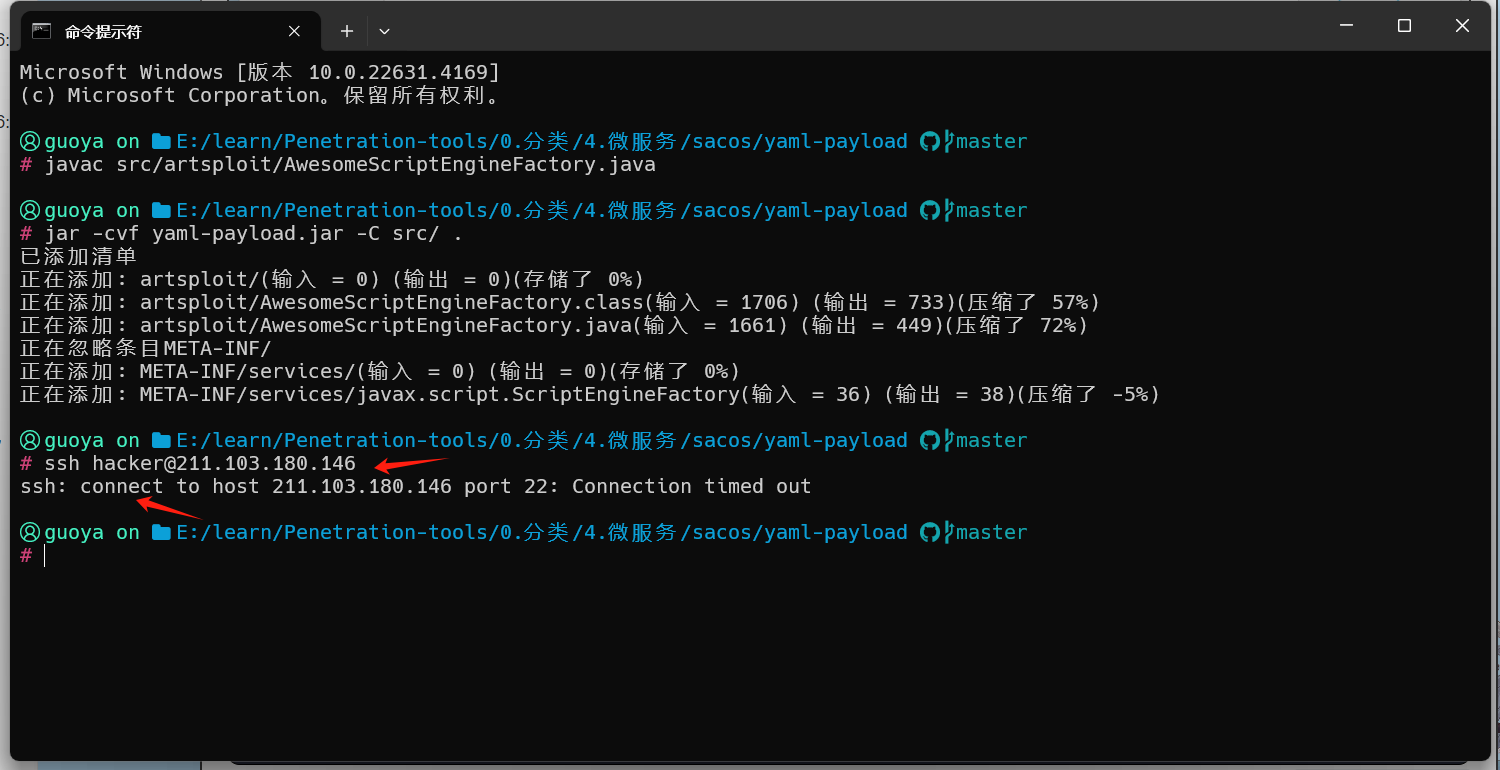 命令提示符
Microsoft Windows [版本 10.0.22631.4169]
(c) Microsoft Corporation。保留所有权利。
guoya on E:/learn/Penetration-tools/0.分类/4.微服务/sacos/yaml-payload master
# javac src/artsploit/AwesomeScriptEngineFactory.java
guoya on E:/learn/Penetration-tools/0.分类/4.微服务/sacos/yaml-payload master
# jar -cvf yaml-payload.jar -C src/ .
已添加清单
正在添加: artsploit/(输入 = 0) (输出 = 0)(存储了 0%)
正在添加: artsploit/AwesomeScriptEngineFactory.class(输入 = 1706) (输出 = 733)(压缩了 57%)
正在添加: artsploit/AwesomeScriptEngineFactory.java(输入 = 1661) (输出 = 449)(压缩了 72%)
正在忽略条目META-INF/
正在添加: META-INF/services/(输入 = 0) (输出 = 0)(存储了 0%)
正在添加: META-INF/services/javax.script.ScriptEngineFactory(输入 = 36) (输出 = 38)(压缩了 -5%)
guoya on E:/learn/Penetration-tools/0.分类/4.微服务/sacos/yaml-payload master
# ssh hacker@211.103.180.146
ssh: connect to host 211.103.180.146 port 22: Connection timed out
guoya on E:/learn/Penetration-tools/0.分类/4.微服务/sacos/yaml-payload master
#